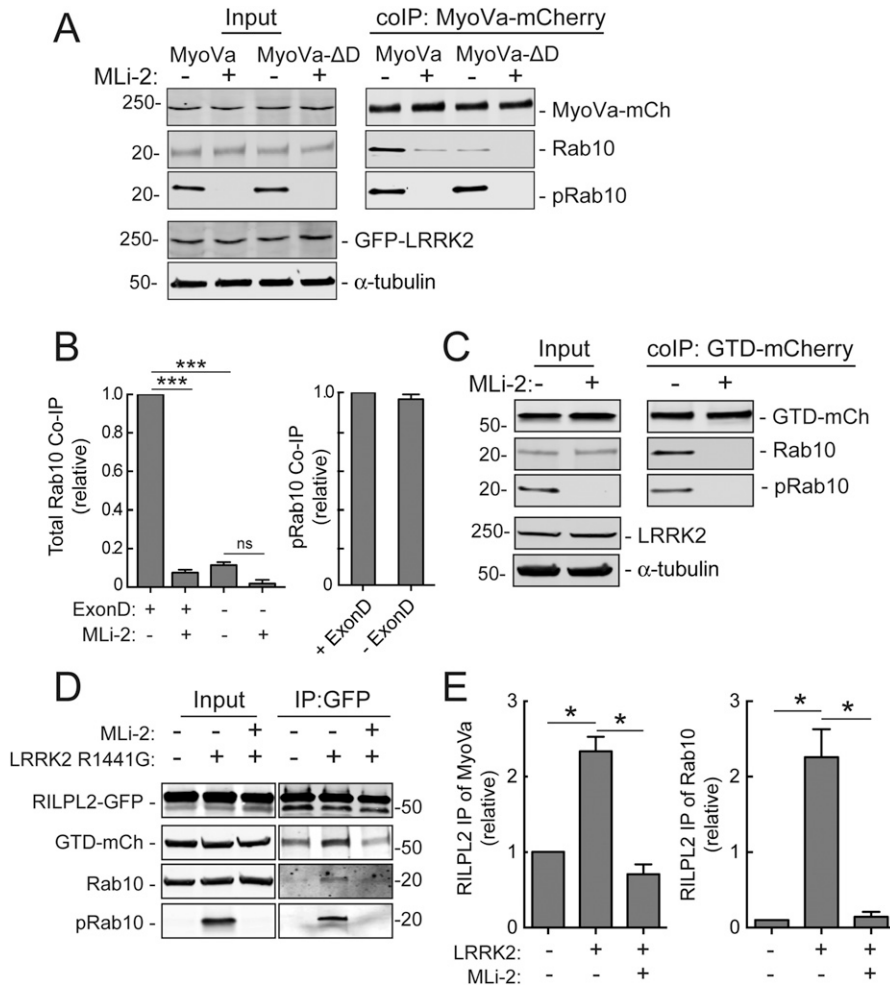 A
Input
coIP: MyoVa-mCherry
MyoVa MyoVa-ΔD MyoVa MyoVa-ΔD
MLi-2: - + - + - + - +
250- - MyoVa-mCh
20- - Rab10
20- - pRab10
250- - GFP-LRRK2
50- - α-tubulin
B
Total Rab10 Co-IP
(relative)
1.0
0.8
0.6
0.4
0.2
0
***
***
ns
ExonD: + + - -
MLi-2: - + - +
pRab10 Co-IP
(relative)
1.0
0
+ ExonD
- ExonD
C
Input
coIP: GTD-mCherry
MLi-2: - + - +
50- - GTD-mCh
20- - Rab10
20- - pRab10
250- - LRRK2
50- - α-tubulin
D
Input
IP:GFP
MLi-2: - - + - - +
LRRK2 R1441G: - + + - + +
RILPL2-GFP - -50
GTD-mCh - -50
Rab10 - -20
pRab10 - -20
E
RILPL2 IP of MyoVa
(relative)
3
2
1
0
* *
LRRK2: - + +
MLi-2: - - +
RILPL2 IP of Rab10
(relative)
3
2
1
0
* *
- + +
- - +